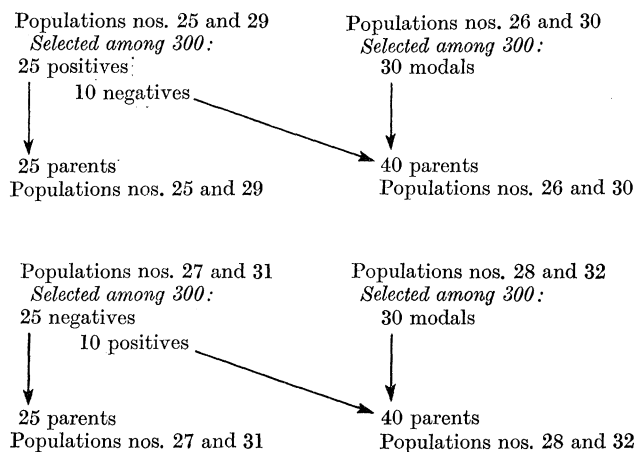 Populations nos. 25 and 29
Selected among 300:
25 positives
10 negatives
25 parents
Populations nos. 25 and 29
Populations nos. 26 and 30
Selected among 300:
30 modals
40 parents
Populations nos. 26 and 30
Populations nos. 27 and 31
Selected among 300:
25 negatives
10 positives
25 parents
Populations nos. 27 and 31
Populations nos. 28 and 32
Selected among 300:
30 modals
40 parents
Populations nos. 28 and 32